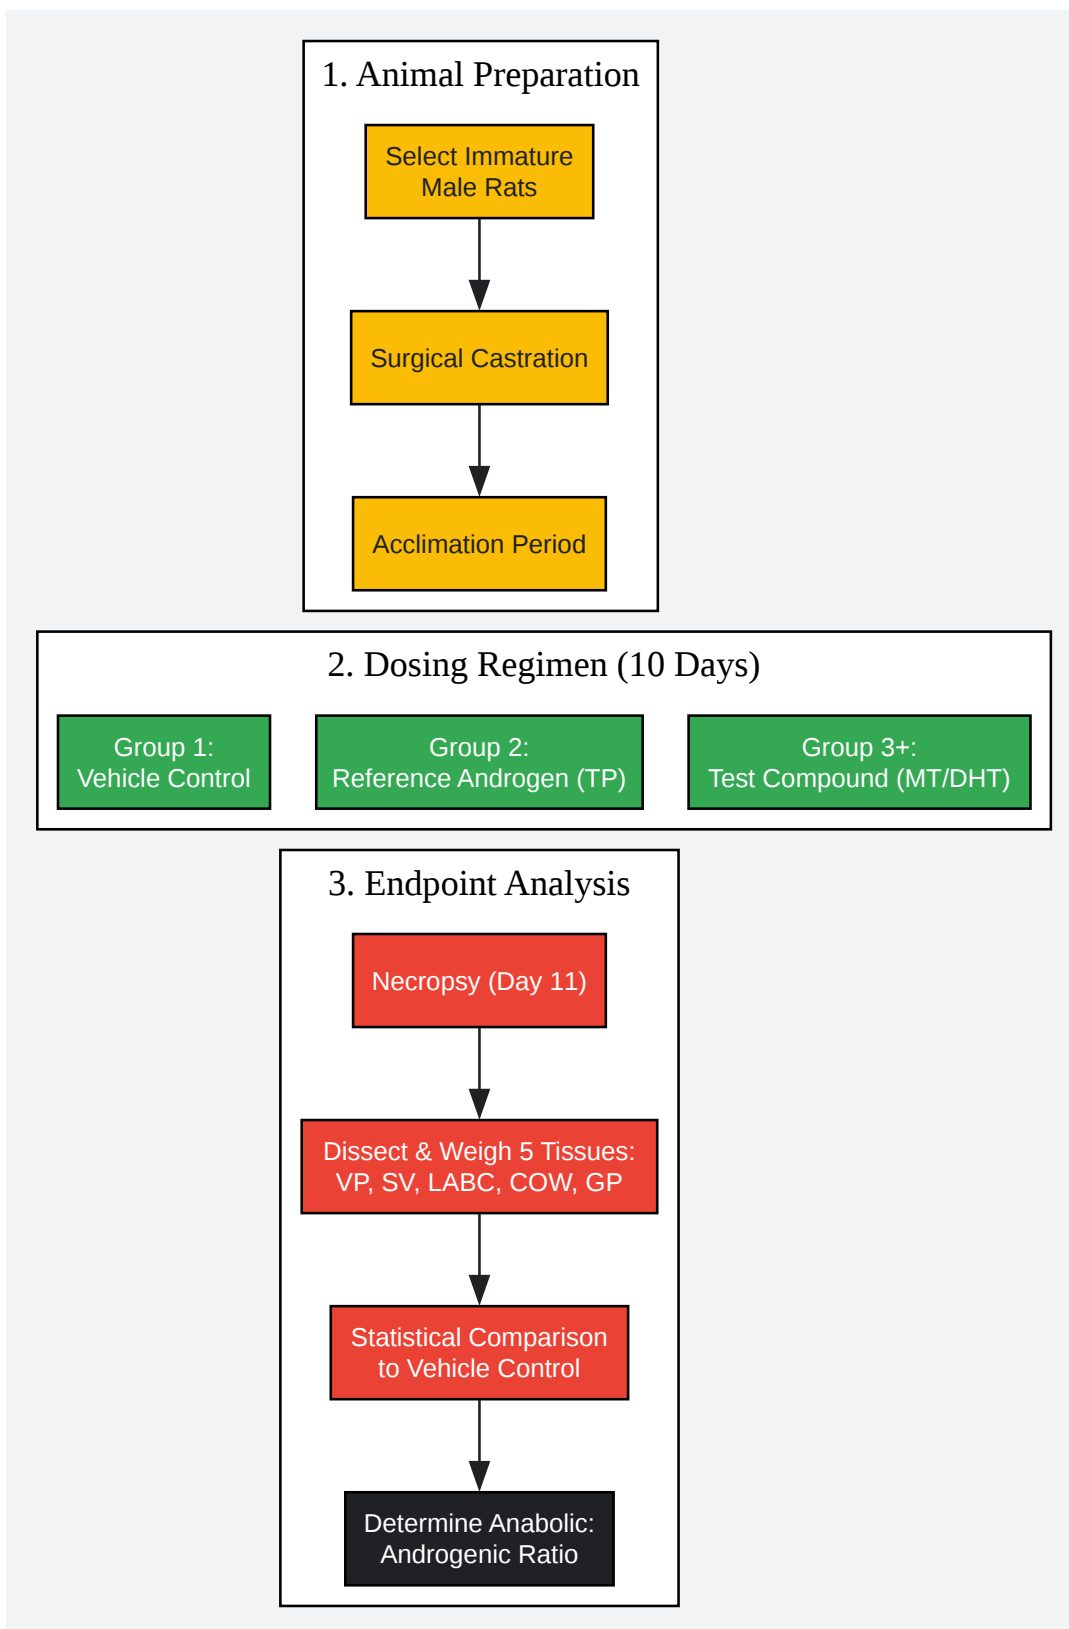 1. Animal Preparation
Select Immature
Male Rats
Surgical Castration
Acclimation Period
2. Dosing Regimen (10 Days)
Group 1:
Vehicle Control
Group 2:
Reference Androgen (TP)
Group 3+:
Test Compound (MT/DHT)
3. Endpoint Analysis
Necropsy (Day 11)
Dissect & Weigh 5 Tissues:
VP, SV, LABC, COW, GP
Statistical Comparison
to Vehicle Control
Determine Anabolic:
Androgenic Ratio